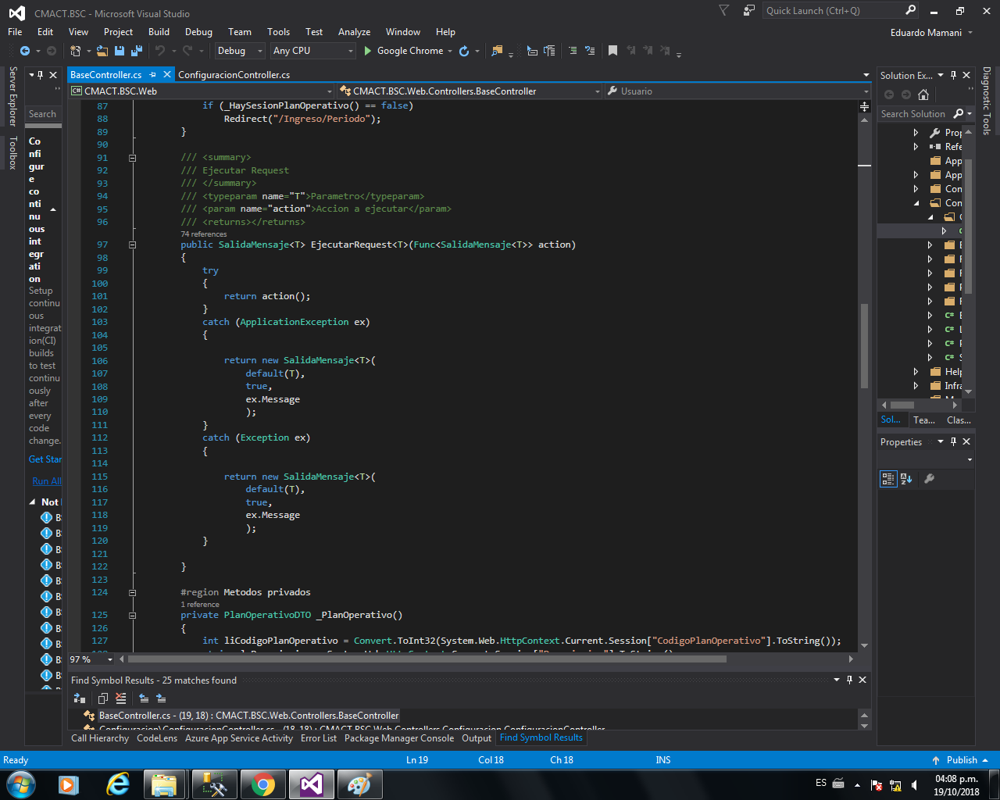 CMACT.BSC - Microsoft Visual Studio
Quick Launch (Ctrl+Q)
File Edit View Project Build Debug Team Tools Test Analyze Window Help
Eduardo Mamani
Debug Any CPU Google Chrome
Server Explorer
Toolbox
BaseController.cs ConfiguracionController.cs
CMACT.BSC.Web CMACT.BSC.Web.Controllers.BaseController Usuario
Search
Co
nfi
gur
e
co
nti
nu
ous
int
egr
ati
on
Setup
continu
ous
integrat
ion(CI)
builds
to test
continu
ously
after
every
code
change.
Get Star
Run All
Not
87 if (_HaySesionPlanOperativo() == false)
88 Redirect("/Ingreso/Periodo");
89 }
90
91 /// <summary>
92 /// Ejecutar Request
93 /// </summary>
94 /// <typeparam name="T">Parametro</typeparam>
95 /// <param name="action">Accion a ejecutar</param>
96 /// <returns></returns>
74 references
97 public SalidaMensaje<T> EjecutarRequest<T>(Func<SalidaMensaje<T>> action)
98 {
99 try
100 {
101 return action();
102 }
103 catch (ApplicationException ex)
104 {
105
106 return new SalidaMensaje<T>(
107 default(T),
108 true,
109 ex.Message
110 );
111 }
112 catch (Exception ex)
113 {
114
115 return new SalidaMensaje<T>(
116 default(T),
117 true,
118 ex.Message
119 );
120 }
121
122 }
123
124 #region Metodos privados
1 reference
125 private PlanOperativoDTO _PlanOperativo()
126 {
127 int liCodigoPlanOperativo = Convert.ToInt32(System.Web.HttpContext.Current.Session["CodigoPlanOperativo"].ToString());
97 %
Solution Ex...
Search Solution
Prop
Refe
App
App
Con
Con
Help
Infra
Sol... Tea... Clas...
Properties
Diagnostic Tools
Find Symbol Results - 25 matches found
BaseController.cs - (19, 18) : CMACT.BSC.Web.Controllers.BaseController
Configuracion\ConfiguracionController.cs - (18, 18) : CMACT.BSC.Web.Controllers.Configuracion.ConfiguracionController
Call Hierarchy CodeLens Azure App Service Activity Error List Package Manager Console Output Find Symbol Results
Ready Ln 19 Col 18 Ch 18 INS Publish
ES
04:08 p.m.
19/10/2018